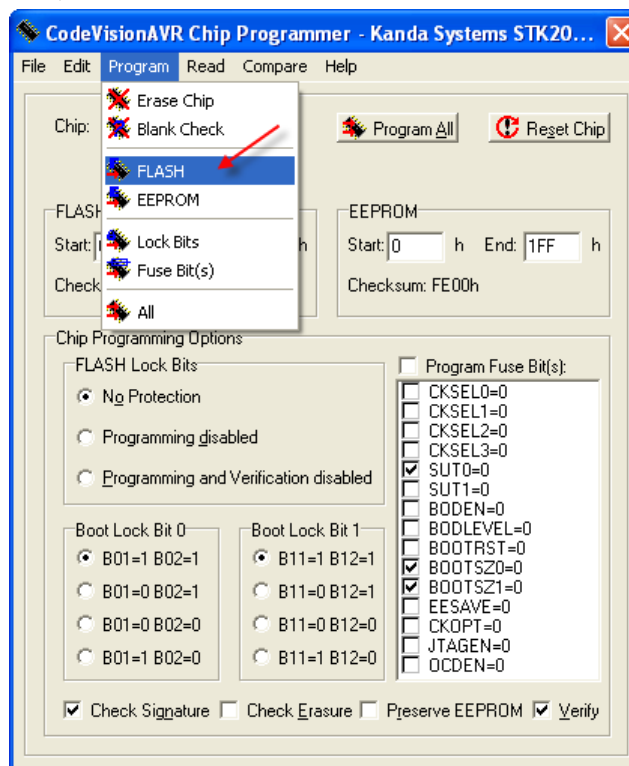 CodeVisionAVR Chip Programmer - Kanda Systems STK20...
File Edit Program Read Compare Help
Erase Chip
Blank Check
FLASH
EEPROM
Lock Bits
Fuse Bit(s)
All
Chip:
Program All
Reset Chip
FLASH
Start: h
Check
EEPROM
Start: 0 h End: 1FF h
Checksum: FE00h
Chip Programming Options
FLASH Lock Bits
No Protection
Programming disabled
Programming and Verification disabled
Boot Lock Bit 0
B01=1 B02=1
B01=0 B02=1
B01=0 B02=0
B01=1 B02=0
Boot Lock Bit 1
B11=1 B12=1
B11=0 B12=1
B11=0 B12=0
B11=1 B12=0
Program Fuse Bit(s):
CKSEL0=0
CKSEL1=0
CKSEL2=0
CKSEL3=0
SUT0=0
SUT1=0
BODEN=0
BODLEVEL=0
BOOTRST=0
BOOTSZ0=0
BOOTSZ1=0
EESAVE=0
CKOPT=0
JTAGEN=0
OCDEN=0
Check Signature Check Erasure Preserve EEPROM Verify